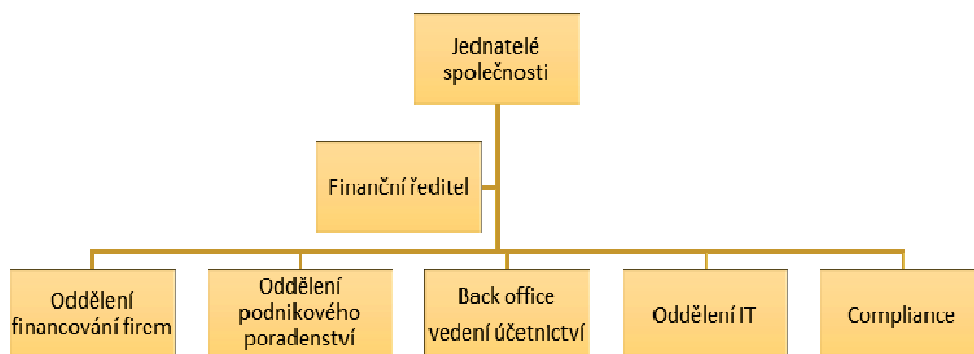 Jednatelé
společnosti
Finanční ředitel
Oddělení
financování firem
Oddělení
podnikového
poradenství
Back office
vedení účetnictví
Oddělení IT
Compliance